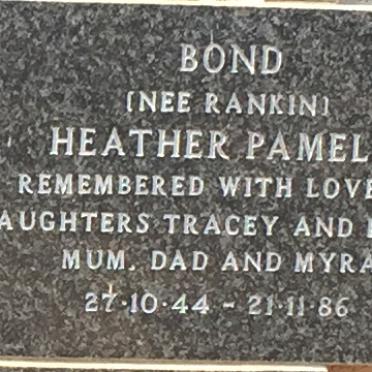 BOND
(NEE RANKIN)
HEATHER PAMEL
REMEMBERED WITH LOVE
AUGHTERS TRACEY AND
MUM, DAD AND MYRA
27·10·44 - 21·11·86